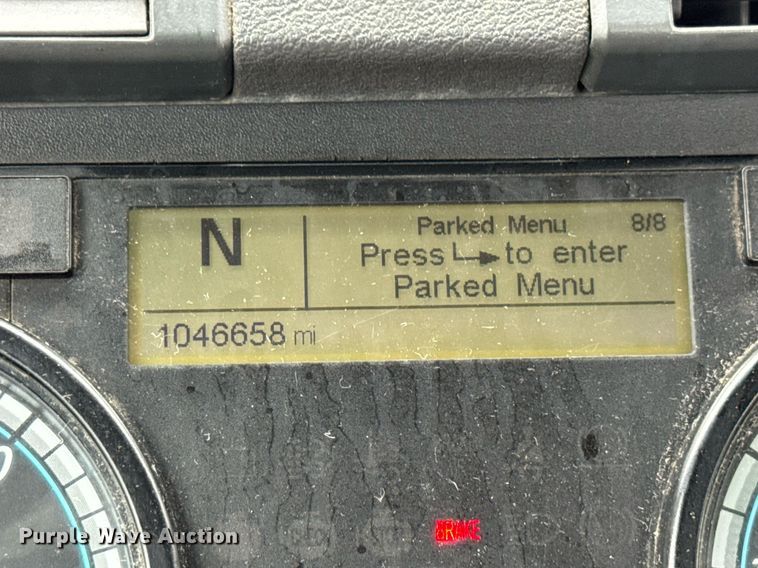 N
Parked Menu 8/8
Press to enter
Parked Menu
1046658 mi
BRAKE
Purple Wave Auction